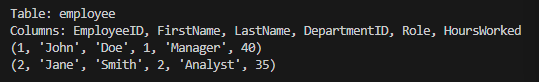 Table: employee
Columns: EmployeeID, FirstName, LastName, DepartmentID, Role, HoursWorked
(1, 'John', 'Doe', 1, 'Manager', 40)
(2, 'Jane', 'Smith', 2, 'Analyst', 35)